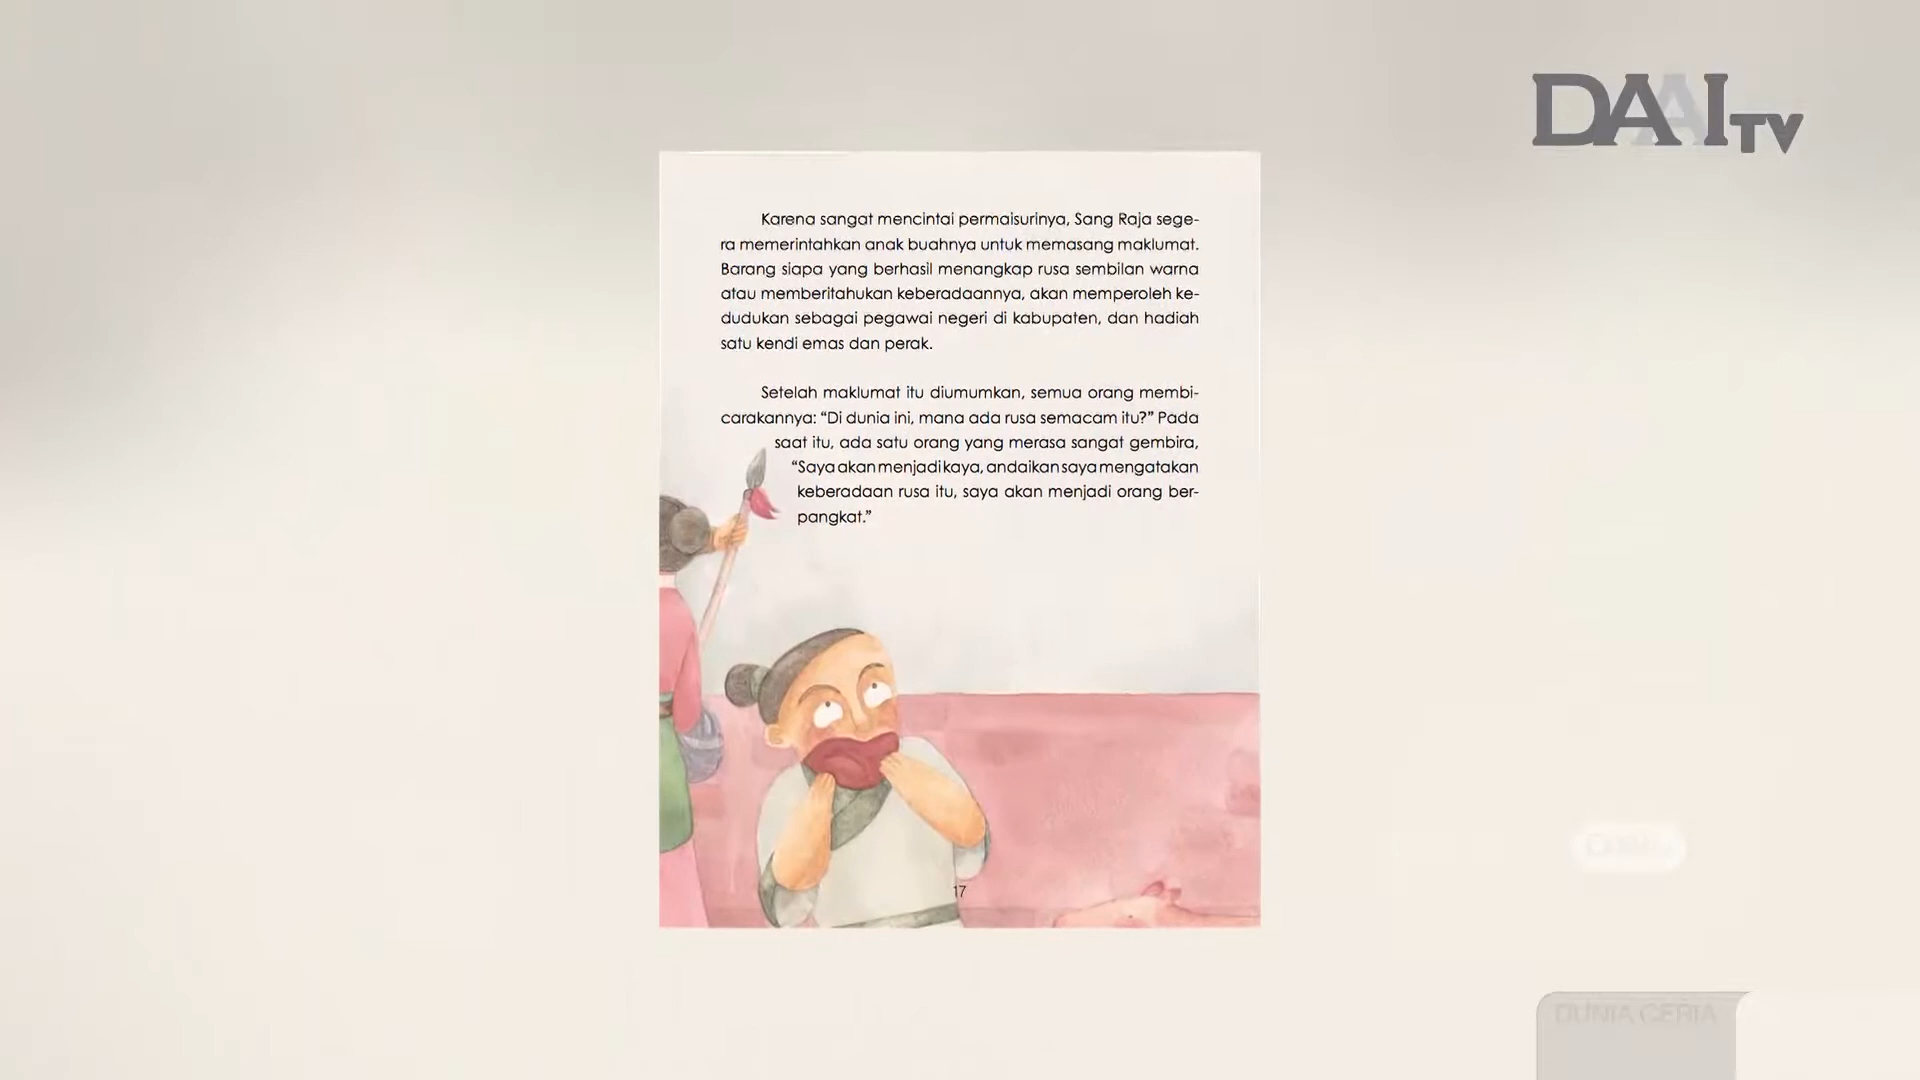 DAAI TV
Karena sangat mencintai permaisurinya, Sang Raja sege-
ra memerintahkan anak buahnya untuk memasang maklumat.
Barang siapa yang berhasil menangkap rusa sembilan warna
atau memberitahukan keberadaannya, akan memperoleh ke-
dudukan sebagai pegawai negeri di kabupaten, dan hadiah
satu kendi emas dan perak.
Setelah maklumat itu diumumkan, semua orang membi-
carakannya: “Di dunia ini, mana ada rusa semacam itu?” Pada
saat itu, ada satu orang yang merasa sangat gembira,
“Saya akan menjadi kaya, andaikan saya mengatakan
keberadaan rusa itu, saya akan menjadi orang ber-
pangkat.”
17
DUNIA CERIA